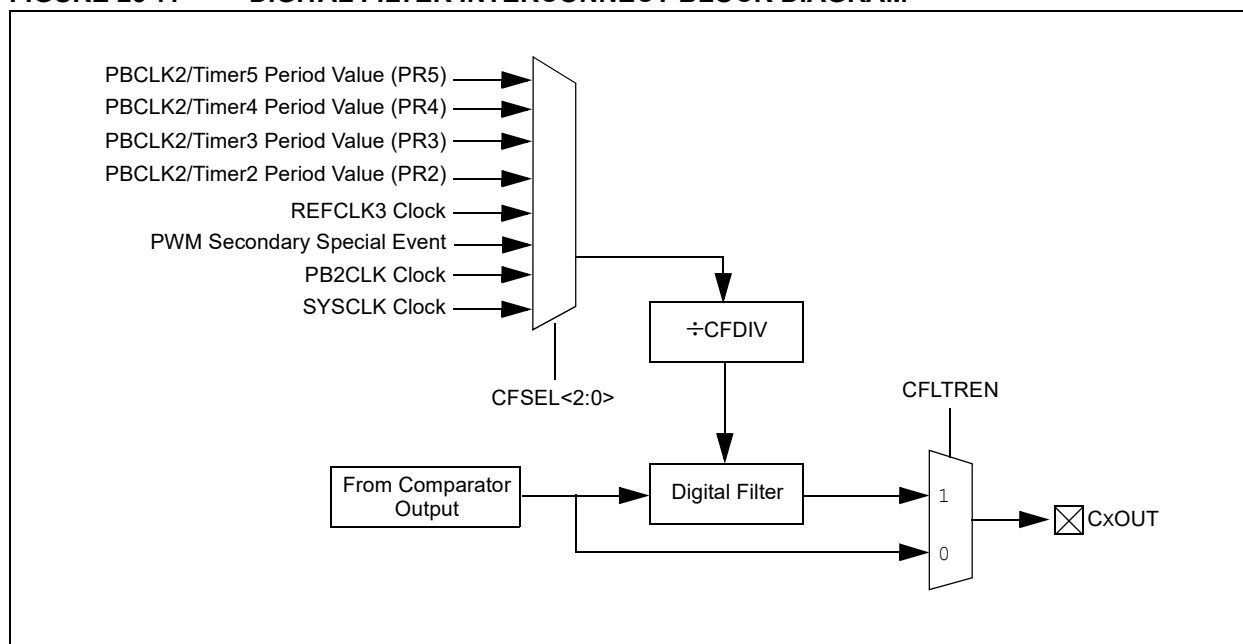 PBCLK2/Timer5 Period Value (PR5)
PBCLK2/Timer4 Period Value (PR4)
PBCLK2/Timer3 Period Value (PR3)
PBCLK2/Timer2 Period Value (PR2)
REFCLK3 Clock
PWM Secondary Special Event
PB2CLK Clock
SYSCLK Clock
÷CFDIV
CFSEL<2:0>
CFLTREN
From Comparator
Output
Digital Filter
1
0
CxOUT